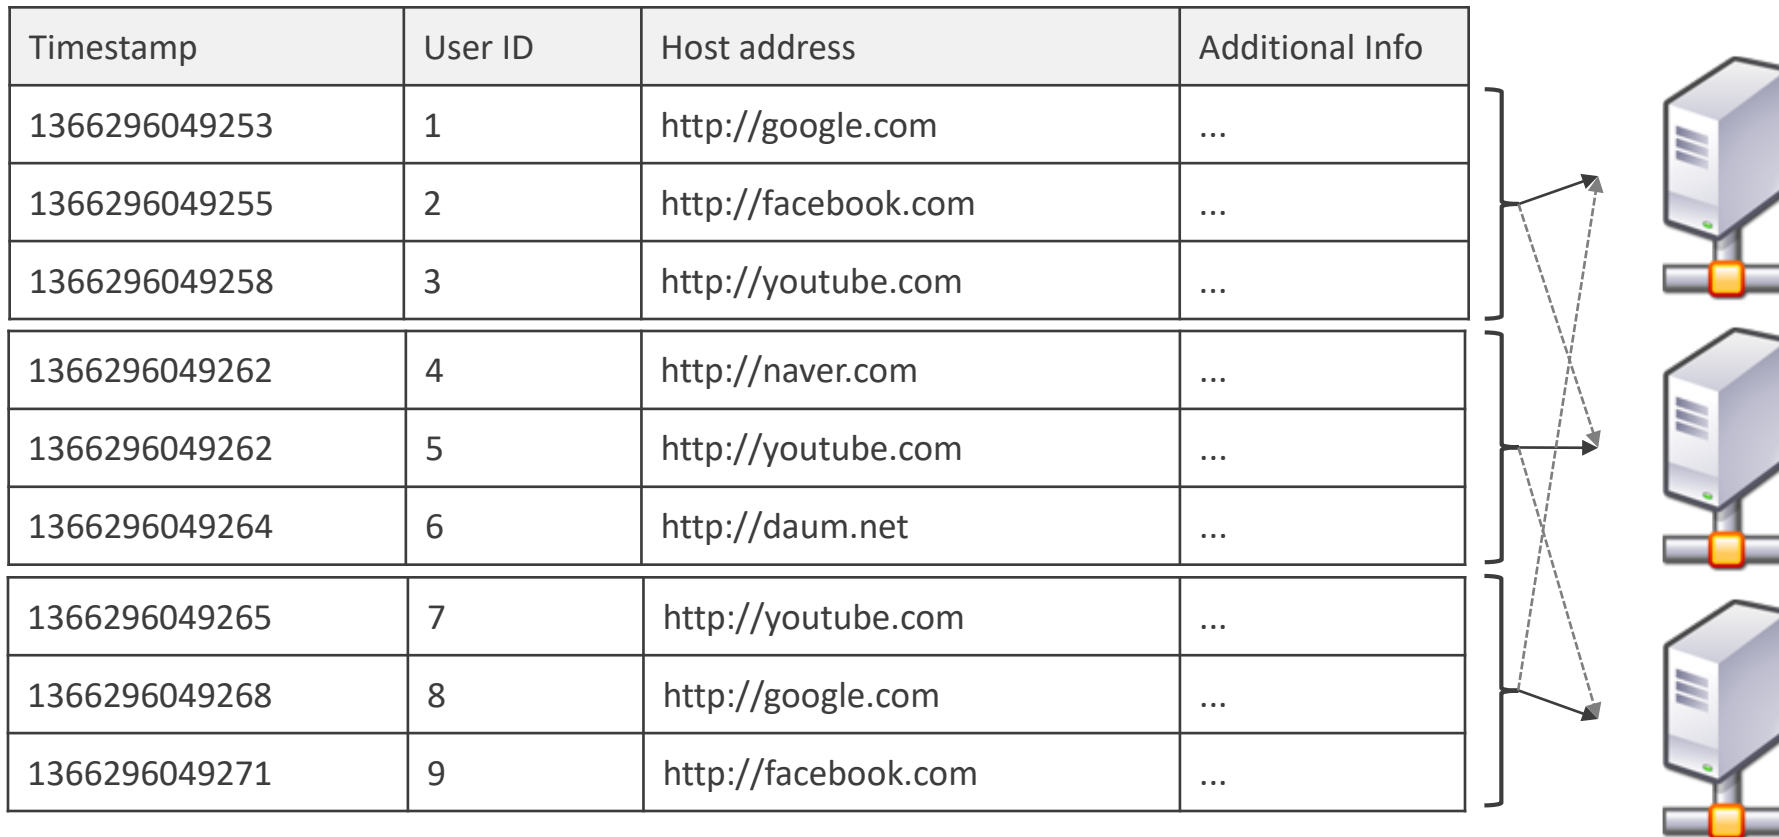 Timestamp User ID Host address Additional Info
1366296049253 1 http://google.com ...
1366296049255 2 http://facebook.com ...
1366296049258 3 http://youtube.com ...
1366296049262 4 http://naver.com ...
1366296049262 5 http://youtube.com ...
1366296049264 6 http://daum.net ...
1366296049265 7 http://youtube.com ...
1366296049268 8 http://google.com ...
1366296049271 9 http://facebook.com ...